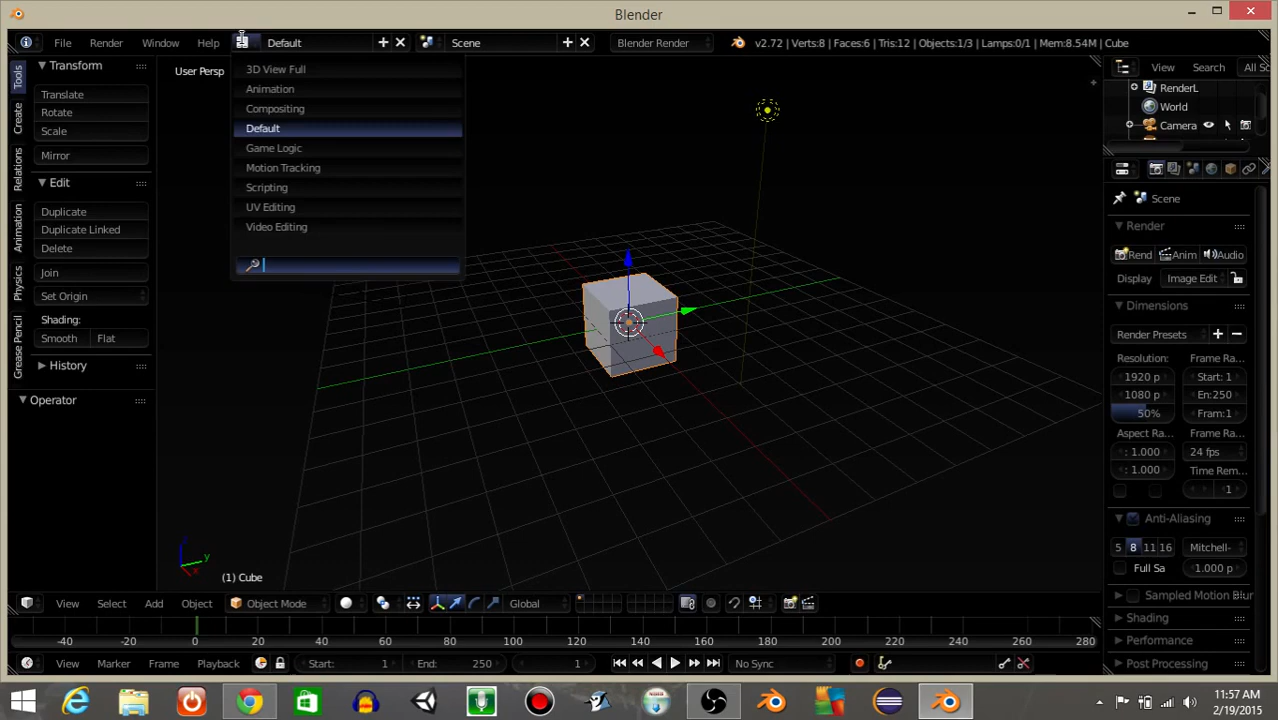 Blender
File Render Window Help Default Scene Blender Render v2.72 | Verts:8 | Faces:6 | Tris:12 | Objects:1/3 | Lamps:0/1 | Mem:8.54M | Cube
Tools
Create
Relations
Animation
Physics
Grease Pencil
Transform
Translate
Rotate
Scale
Mirror
Edit
Duplicate
Duplicate Linked
Delete
Join
Set Origin
Shading:
Smooth Flat
History
Operator
User Persp
3D View Full
Animation
Compositing
Default
Game Logic
Motion Tracking
Scripting
UV Editing
Video Editing
(1) Cube
View Search All Sc
RenderL
World
Camera
Scene
Render
Rend Anim Audio
Display Image Edit
Dimensions
Render Presets
Resolution: Frame Ra...
1920 p Start: 1
1080 p En:250
50% Fram:1
Aspect Ra... Frame Ra...
: 1.000 24 fps
: 1.000 Time Rem...
1
Anti-Aliasing
5 8 11 16 Mitchell-
Full Sa 1.000 p
Sampled Motion Blur
Shading
Performance
Post Processing
View Select Add Object Object Mode Global
-40 -20 0 20 40 60 80 100 120 140 160 180 200 220 240 260 280
View Marker Frame Playback Start: 1 End: 250 1 No Sync
11:57 AM
2/19/2015